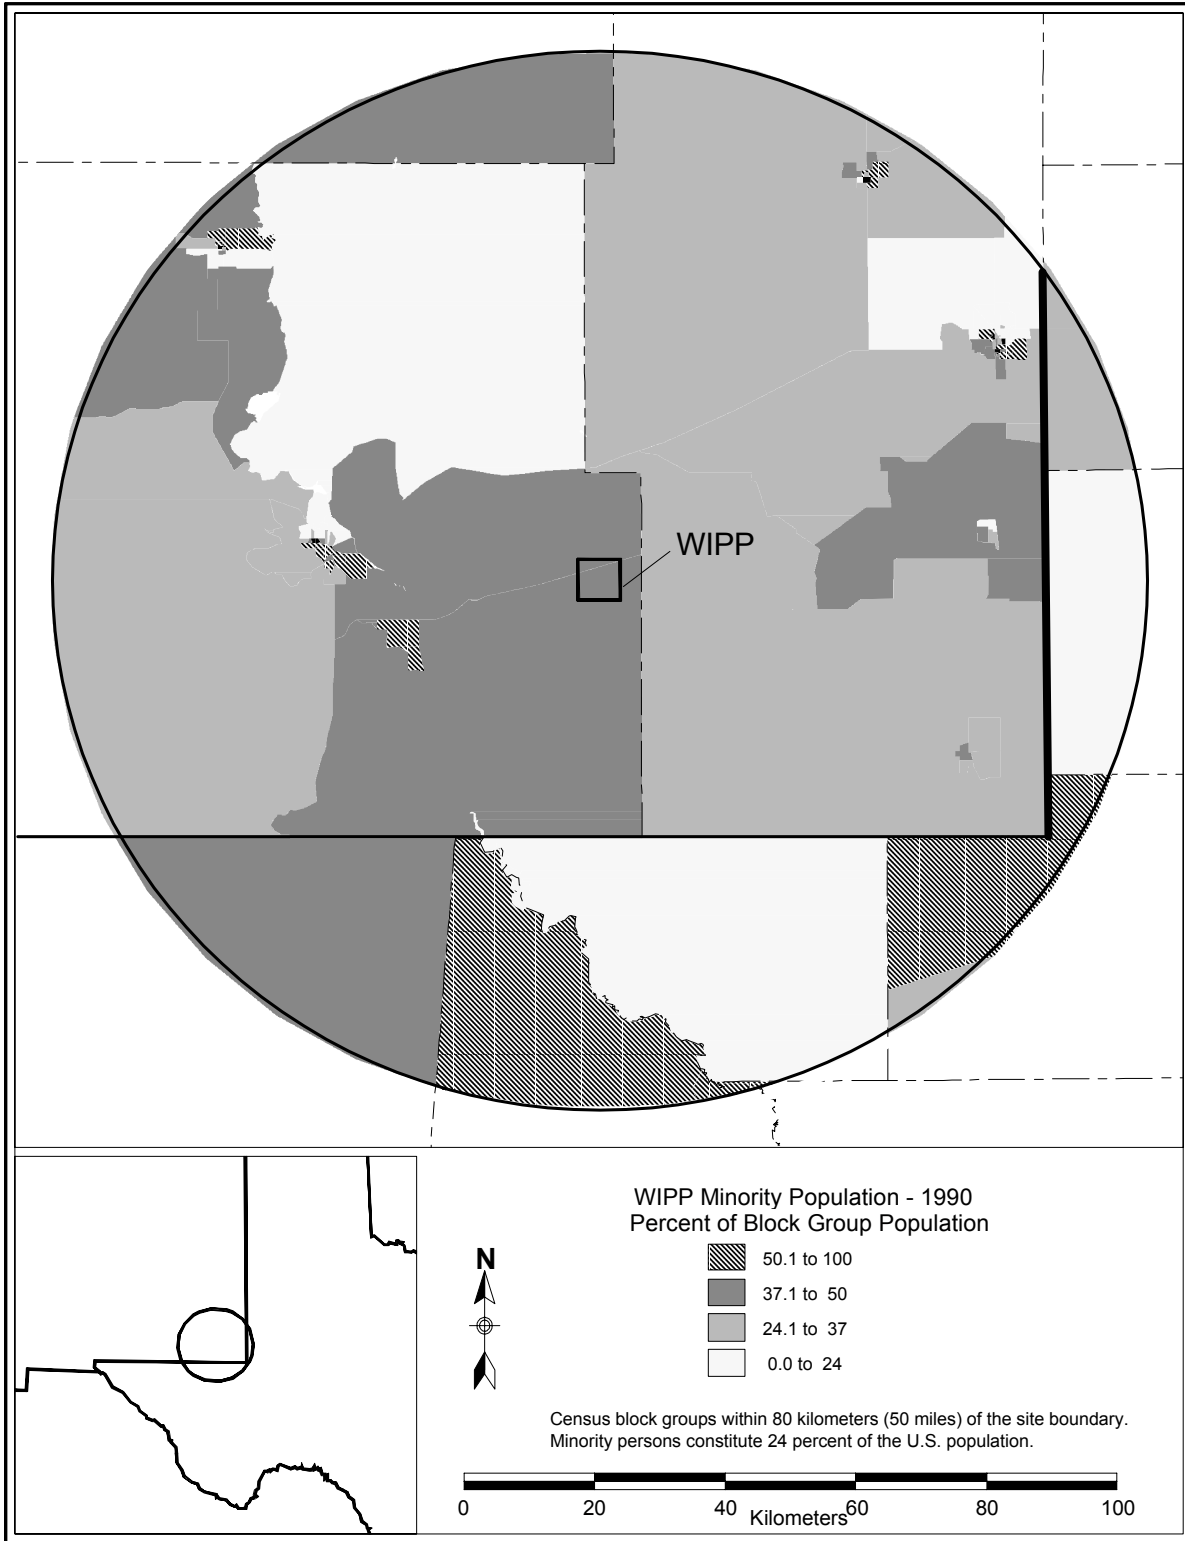 WIPP
WIPP Minority Population - 1990
Percent of Block Group Population
N
50.1 to 100
37.1 to 50
24.1 to 37
0.0 to 24
Census block groups within 80 kilometers (50 miles) of the site boundary.
Minority persons constitute 24 percent of the U.S. population.
0 20 40 60 80 100
Kilometers